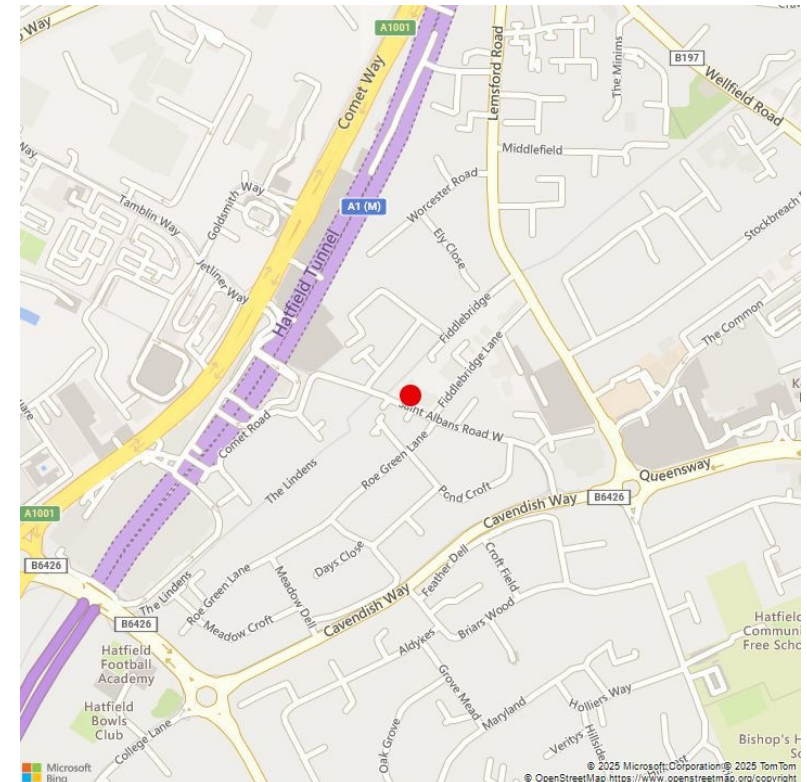 A1001
Comet Way
Lemsford Road
The Minims
B197
Wellfield Road
Middlefield
Worcester Road
Ely Close
Goldsmith Way
A1 (M)
Way
Tamblin Way
Jetliner Way
Hatfield Tunnel
Stockbreach
Fiddlebridge
Fiddlebridge Lane
The Common
Saint Albans Road W
Comet Road
The Lindens
Roe Green Lane
Pond Croft
Queensway
B6426
Cavendish Way
A1001
B6426
Days Close
Feather Dell
Croft Field
The Lindens
Roe Green Lane
Meadow Dell
Cavendish Way
Briars Wood
Meadow Croft
B6426
Aldykes
Hatfield
Football
Academy
Hatfield
Bowls
Club
College Lane
Grove Mead
Maryland
Holliers Way
Oak Grove
Veritys
Hillside
Free Scho
Bishop's H
Microsoft
Bing
© 2025 Microsoft Corporation © 2025 TomTom
© OpenStreetMap https://www.openstreetmap.org/copyright